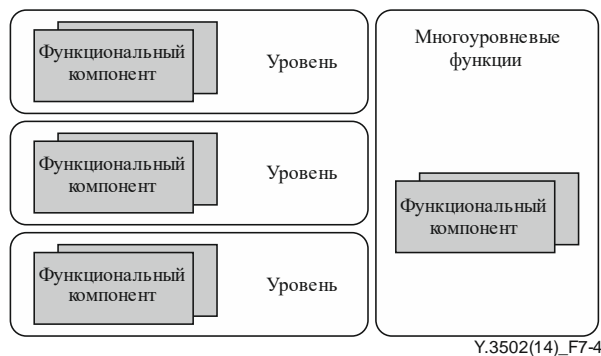 Функциональный
компонент
Уровень
Функциональный
компонент
Уровень
Функциональный
компонент
Уровень
Многоуровневые
функции
Функциональный
компонент
Y.3502(14)_F7-4